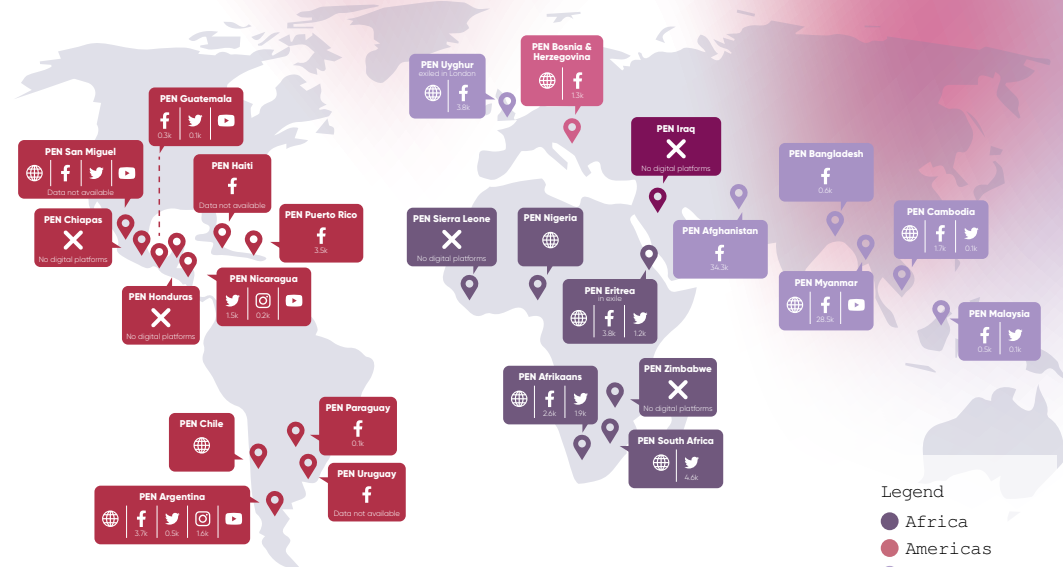 PEN Bosnia &
Herzegovina
1.3k
PEN Uyghur
exiled in London
3.8k
PEN Guatemala
0.3k 0.1k
PEN Iraq
No digital platforms
PEN San Miguel
Data not available
PEN Haiti
Data not available
PEN Bangladesh
0.6k
PEN Chiapas
No digital platforms
PEN Puerto Rico
3.5k
PEN Sierra Leone
No digital platforms
PEN Nigeria
PEN Afghanistan
34.3k
PEN Cambodia
1.7k 0.1k
PEN Nicaragua
1.5k 0.2k
PEN Honduras
No digital platforms
PEN Eritrea
in exile
3.8k 1.2k
PEN Myanmar
28.5k
PEN Malaysia
0.5k 0.1k
PEN Afrikaans
2.6k 1.9k
PEN Zimbabwe
No digital platforms
PEN Paraguay
0.1k
PEN Chile
PEN South Africa
4.6k
PEN Uruguay
Data not available
PEN Argentina
3.7k 0.5k 1.6k
Legend
Africa
Americas